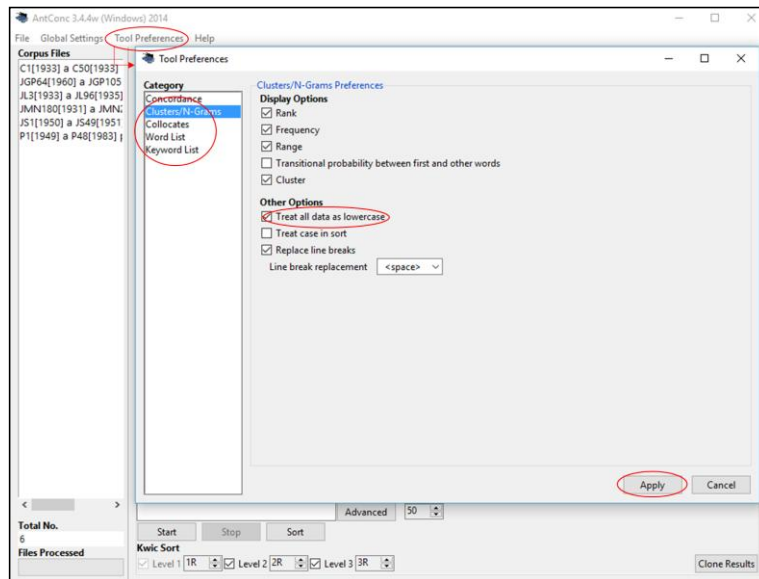 AntConc 3.4.4w (Windows) 2014
File Global Settings Tool Preferences Help
Corpus Files
C1[1933] a C50[1933]
JGP64[1960] a JGP105
JL3[1933] a JL96[1935]
JMN180[1931] a JMN
JS1[1950] a JS49[1951
P1[1949] a P48[1983]
Tool Preferences
Category
Concordance
Clusters/N-Grams
Collocates
Word List
Keyword List
Clusters/N-Grams Preferences
Display Options
Rank
Frequency
Range
Transitional probability between first and other words
Cluster
Other Options
Treat all data as lowercase
Treat case in sort
Replace line breaks
Line break replacement <space>
Apply Cancel
Total No.
6
Files Processed
Advanced 50
Start Stop Sort
Kwic Sort
Level 1 1R Level 2 2R Level 3 3R
Clone Results